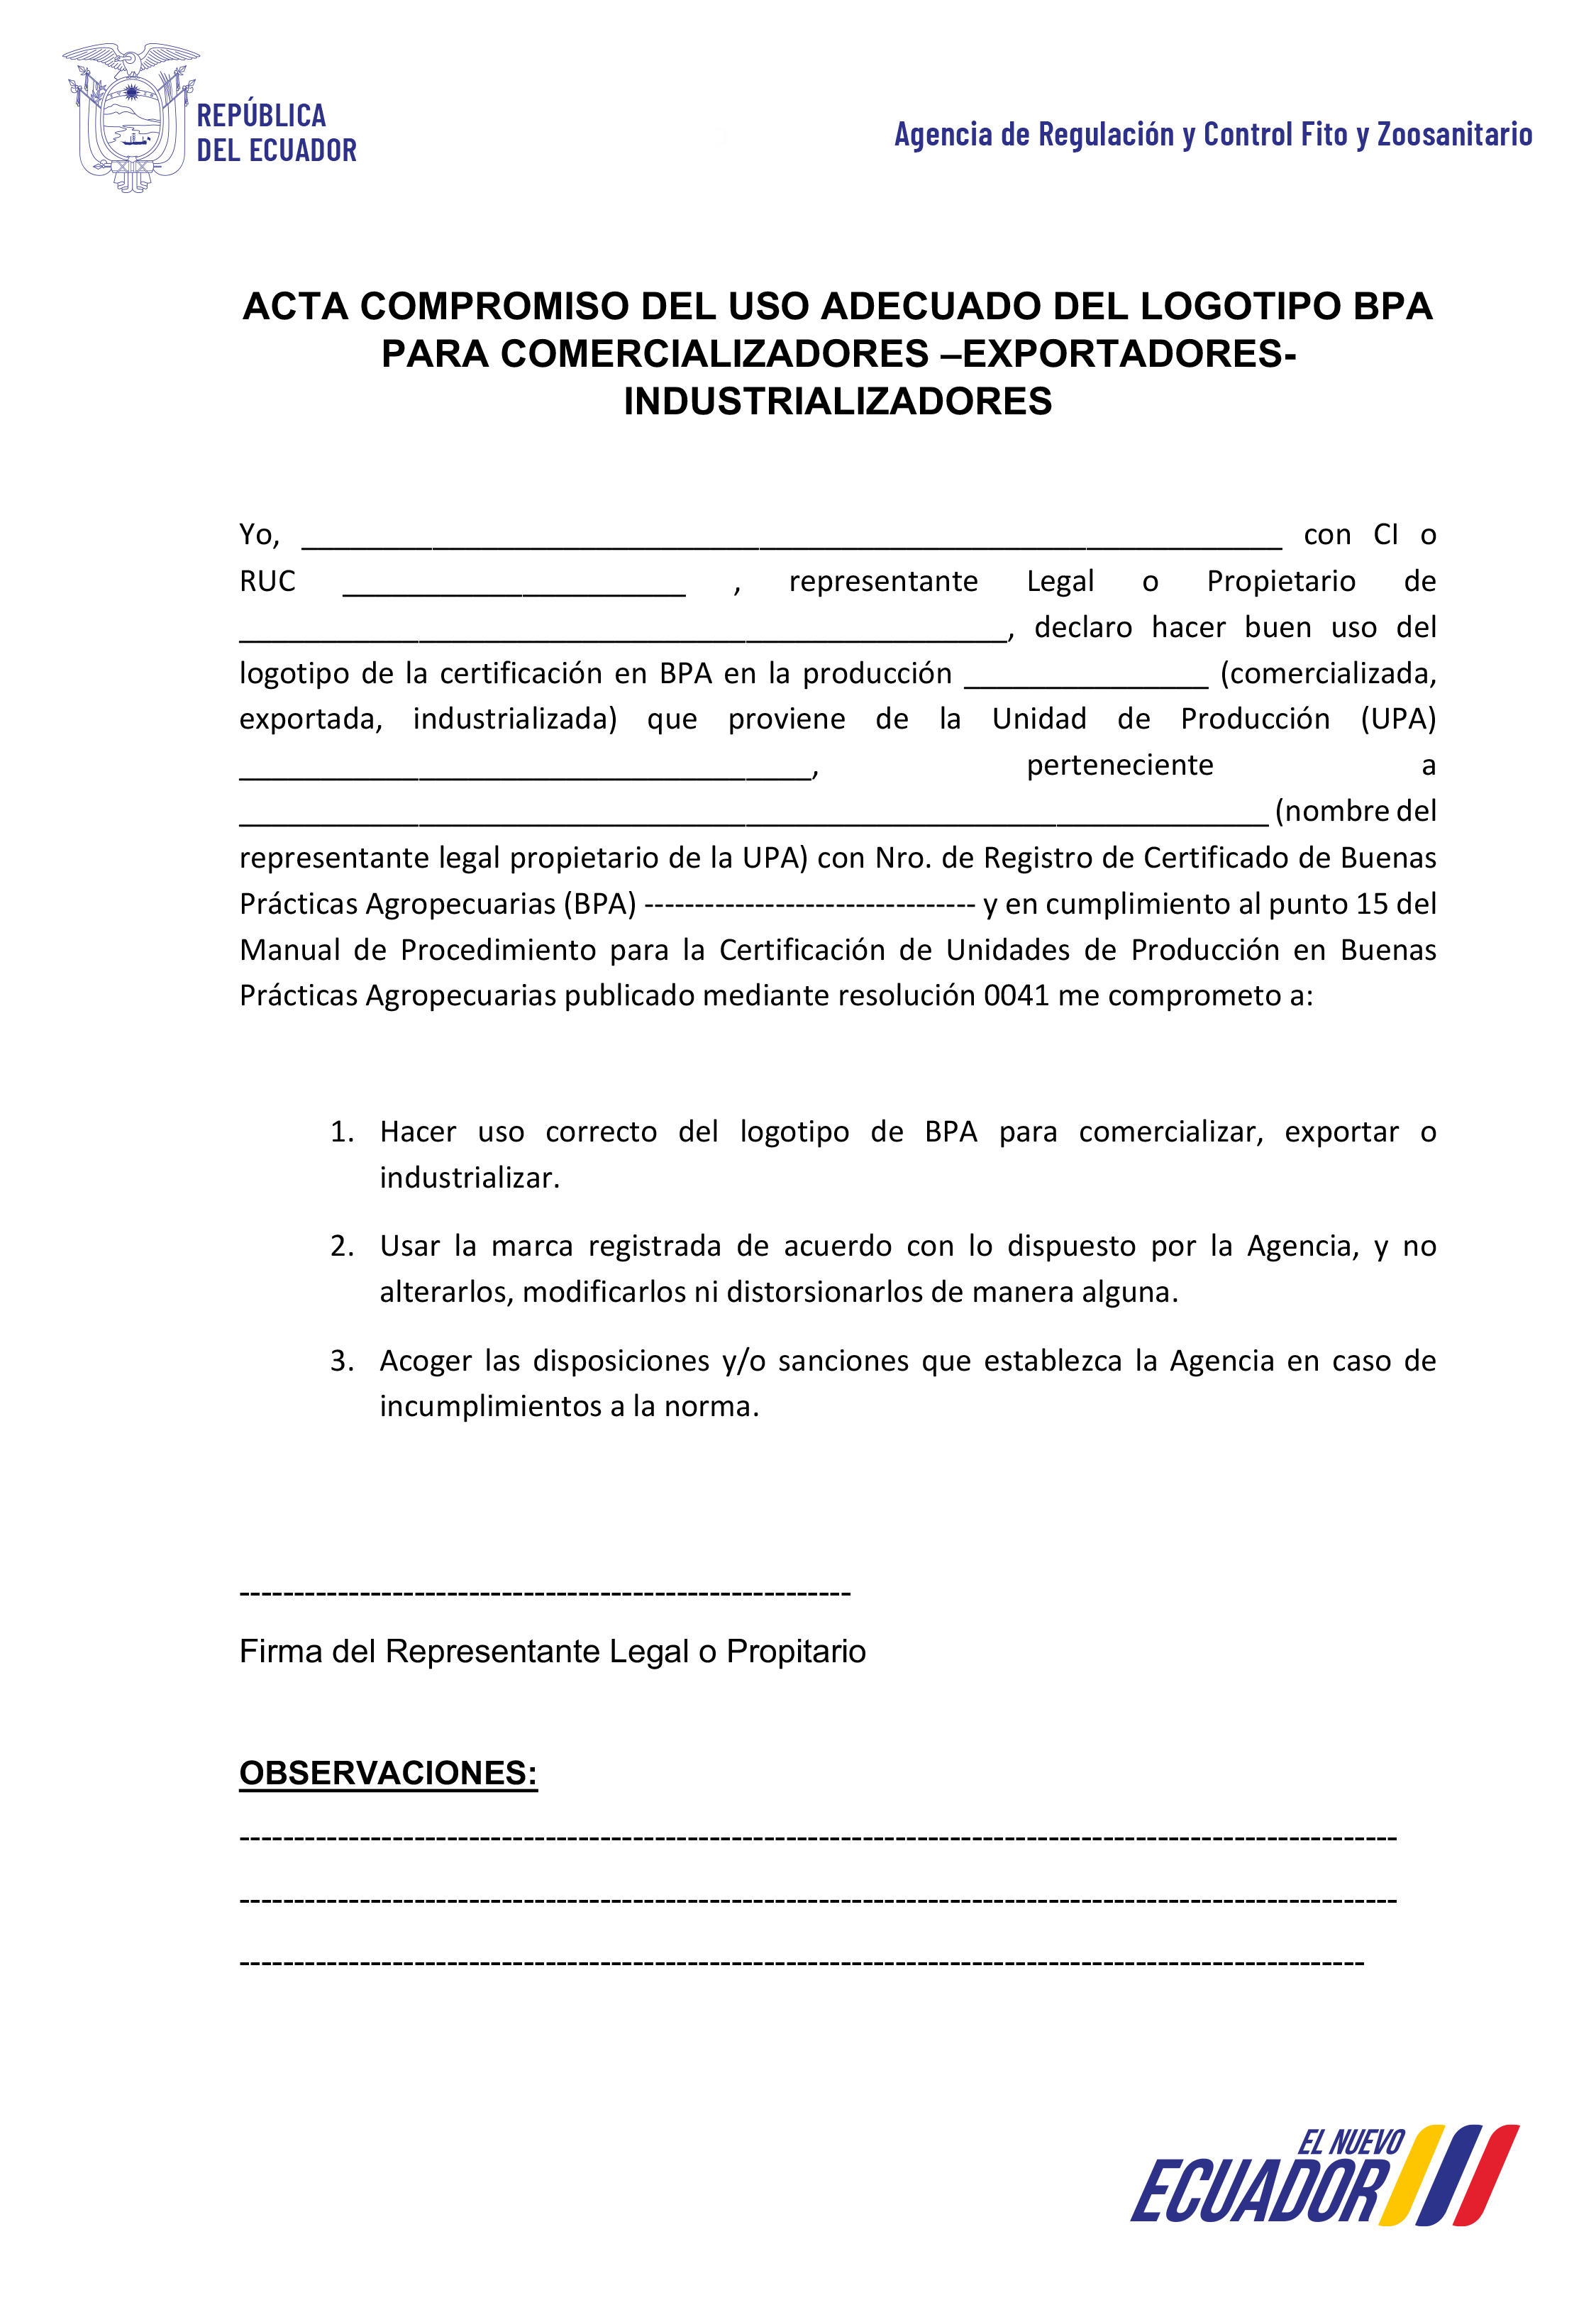 REPÚBLICA
DEL ECUADOR
Agencia de Regulación y Control Fito y Zoosanitario
ACTA COMPROMISO DEL USO ADECUADO DEL LOGOTIPO BPA
PARA COMERCIALIZADORES –EXPORTADORES-
INDUSTRIALIZADORES
Yo, ____________________________________________________________ con CI o
RUC _____________________ , representante Legal o Propietario de
_______________________________________________, declaro hacer buen uso del
logotipo de la certificación en BPA en la producción _______________ (comercializada,
exportada, industrializada) que proviene de la Unidad de Producción (UPA)
___________________________________, perteneciente a
_______________________________________________________________ (nombre del
representante legal propietario de la UPA) con Nro. de Registro de Certificado de Buenas
Prácticas Agropecuarias (BPA) --------------------------------- y en cumplimiento al punto 15 del
Manual de Procedimiento para la Certificación de Unidades de Producción en Buenas
Prácticas Agropecuarias publicado mediante resolución 0041 me comprometo a:
1. Hacer uso correcto del logotipo de BPA para comercializar, exportar o
industrializar.
2. Usar la marca registrada de acuerdo con lo dispuesto por la Agencia, y no
alterarlos, modificarlos ni distorsionarlos de manera alguna.
3. Acoger las disposiciones y/o sanciones que establezca la Agencia en caso de
incumplimientos a la norma.
--------------------------------------------------------
Firma del Representante Legal o Propitario
OBSERVACIONES:
----------------------------------------------------------------------------------------------------------
----------------------------------------------------------------------------------------------------------
-------------------------------------------------------------------------------------------------------
EL NUEVO
ECUADOR